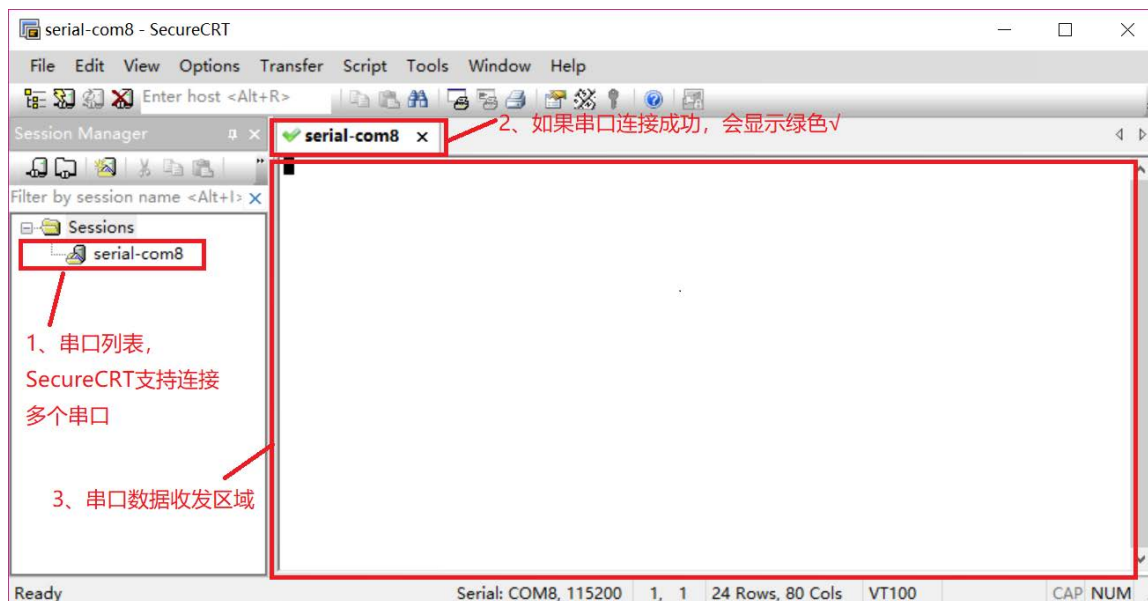 serial-com8 - SecureCRT
File Edit View Options Transfer Script Tools Window Help
Enter host <Alt+R>
Session Manager
serial-com8
2、如果串口连接成功，会显示绿色√
Filter by session name <Alt+I>
Sessions
serial-com8
1、串口列表，
SecureCRT支持连接
多个串口
3、串口数据收发区域
Ready Serial: COM8, 115200 1, 1 24 Rows, 80 Cols VT100 CAP NUM